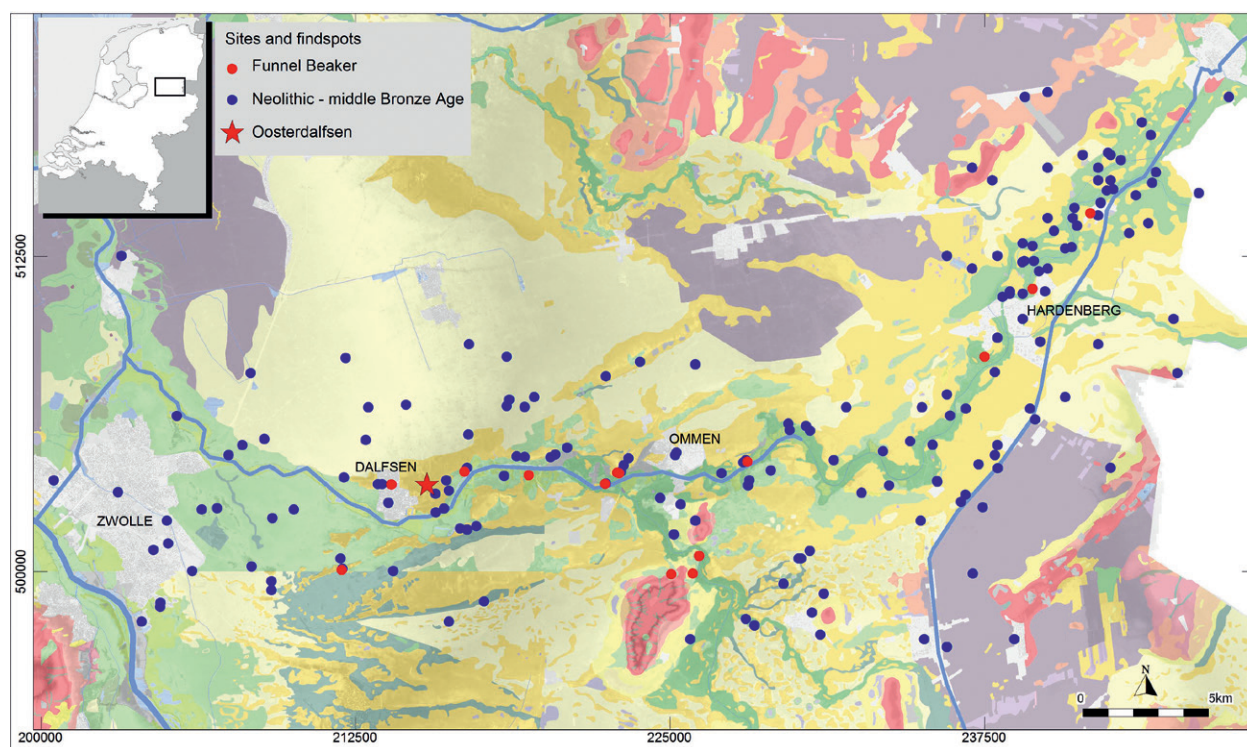 Sites and findspots
Funnel Beaker
Neolithic - middle Bronze Age
Oosterdalfsen
5112500
HARDENBERG
OMMEN
DALFSEN
ZWOLLE
500000
N
0 5km
200000 212500 225000 237500